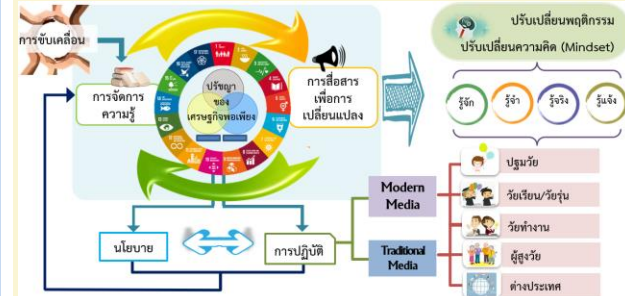 การขับเคลื่อน
การจัดการ
ความรู้
ปรัชญา
ของ
เศรษฐกิจพอเพียง
การสื่อสาร
เพื่อการ
เปลี่ยนแปลง
ปรับเปลี่ยนพฤติกรรม
ปรับเปลี่ยนความคิด (Mindset)
รู้จัก
รู้จำ
รู้จริง
รู้แจ้ง
นโยบาย
การปฏิบัติ
Modern
Media
Traditional
Media
ปฐมวัย
วัยเรียน/วัยรุ่น
วัยทำงาน
ผู้สูงวัย
ต่างประเทศ